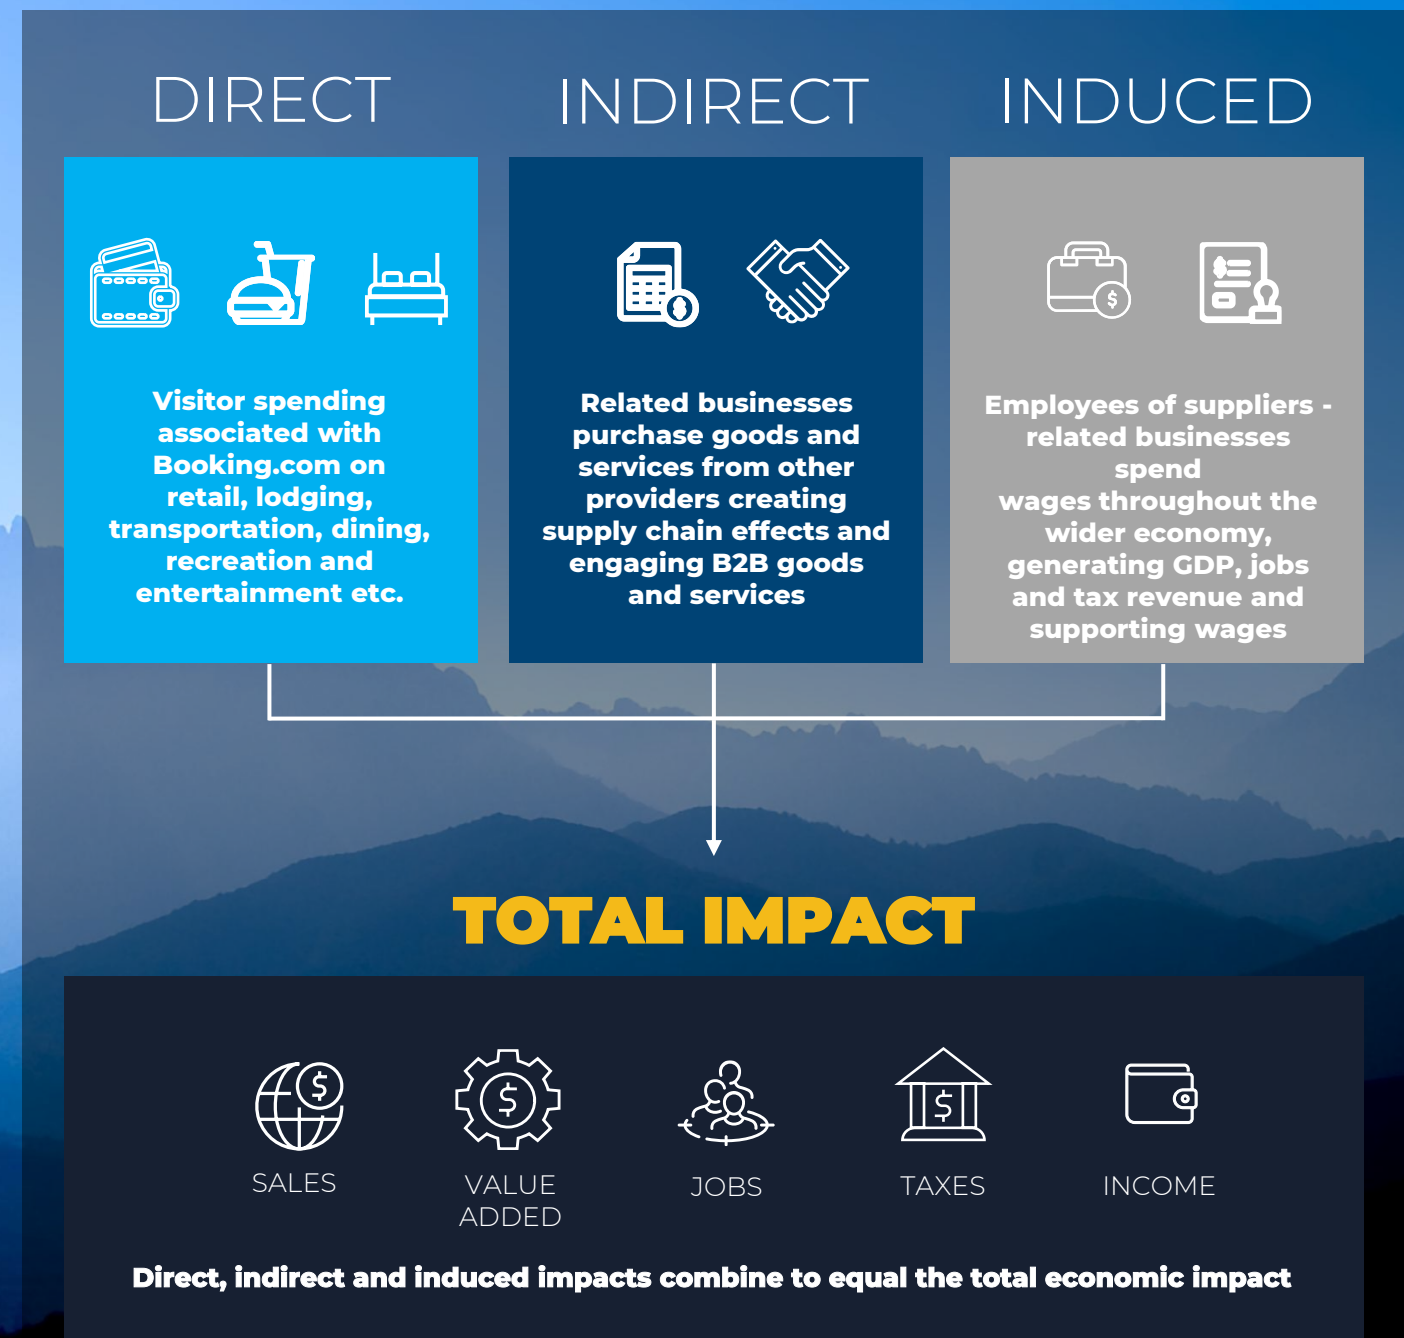 DIRECT
Visitor spending
associated with
Booking.com on
retail, lodging,
transportation, dining,
recreation and
entertainment etc.
INDIRECT
Related businesses
purchase goods and
services from other
providers creating
supply chain effects and
engaging B2B goods
and services
INDUCED
Employees of suppliers -
related businesses
spend
wages throughout the
wider economy,
generating GDP, jobs
and tax revenue and
supporting wages
TOTAL IMPACT
SALES
VALUE
ADDED
JOBS
TAXES
INCOME
Direct, indirect and induced impacts combine to equal the total economic impact